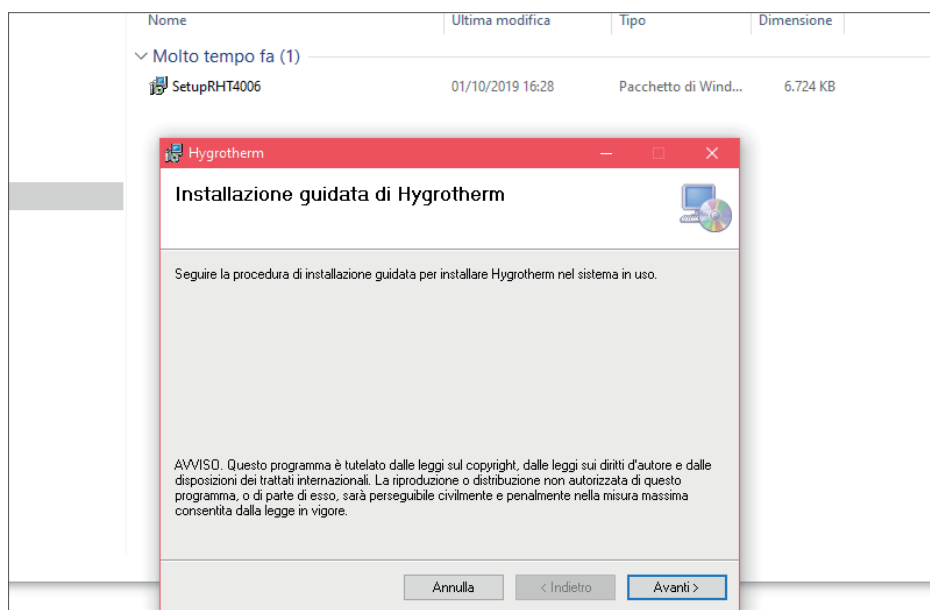 Nome Ultima modifica Tipo Dimensione
Molto tempo fa (1)
SetupRHT4006 01/10/2019 16:28 Pacchetto di Wind... 6.724 KB
Hygrotherm
Installazione guidata di Hygrotherm
Seguire la procedura di installazione guidata per installare Hygrotherm nel sistema in uso.
AVVISO. Questo programma è tutelato dalle leggi sul copyright, dalle leggi sui diritti d'autore e dalle
disposizioni dei trattati internazionali. La riproduzione o distribuzione non autorizzata di questo
programma, o di parte di esso, sarà perseguibile civilmente e penalmente nella misura massima
consentita dalla legge in vigore.
Annulla < Indietro Avanti >